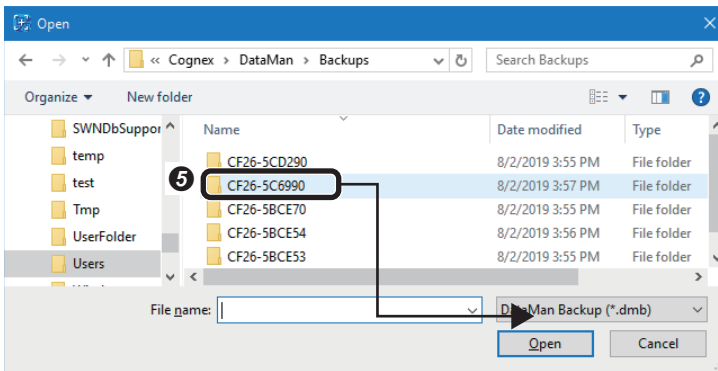 Open
« Cognex > DataMan > Backups
Search Backups
Organize
New folder
Name
Date modified
Type
SWNDbSuppor
temp
test
Tmp
UserFolder
Users
5
CF26-5CD290 8/2/2019 3:55 PM File folder
CF26-5C6990 8/2/2019 3:57 PM File folder
CF26-5BCE70 8/2/2019 3:55 PM File folder
CF26-5BCE54 8/2/2019 3:56 PM File folder
CF26-5BCE53 8/2/2019 3:55 PM File folder
File name:
DataMan Backup (*.dmb)
Open
Cancel